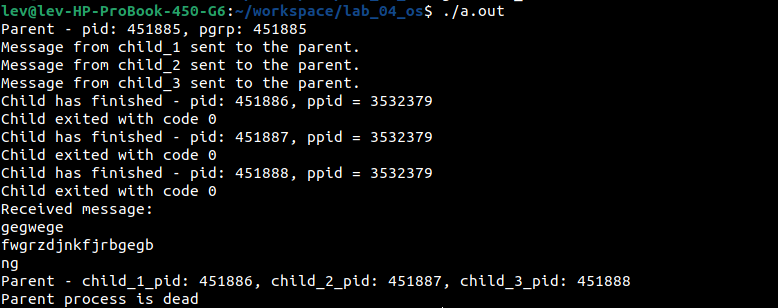 lev@lev-HP-ProBook-450-G6:~/workspace/lab_04_os$ ./a.out
Parent - pid: 451885, pgrp: 451885
Message from child_1 sent to the parent.
Message from child_2 sent to the parent.
Message from child_3 sent to the parent.
Child has finished - pid: 451886, ppid = 3532379
Child exited with code 0
Child has finished - pid: 451887, ppid = 3532379
Child exited with code 0
Child has finished - pid: 451888, ppid = 3532379
Child exited with code 0
Received message:
gegwege
fwgrzdjnkfjrbgegb
ng
Parent - child_1_pid: 451886, child_2_pid: 451887, child_3_pid: 451888
Parent process is dead